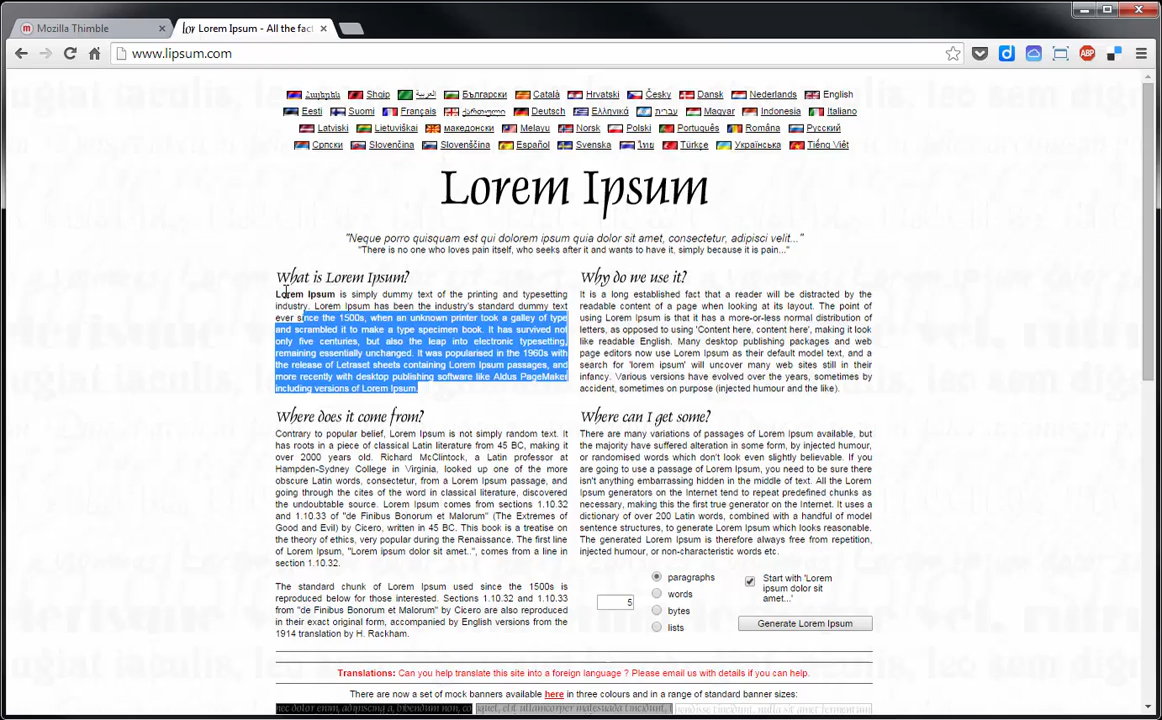 Mozilla Thimble
Lorem Ipsum - All the fact
www.lipsum.com
Shqip العربية Български Català Hrvatski Česky Dansk Nederlands English
Eesti Suomi Français ქართული Deutsch Ελληνικά עברית Magyar Indonesia Italiano
Latviski Lietuviškai македонски Melayu Norsk Polski Português Româna Русский
Српски Slovenčina Slovenščina Español Svenska ไทย Türkçe Українська Tiếng Việt
Lorem Ipsum
"Neque porro quisquam est qui dolorem ipsum quia dolor sit amet, consectetur, adipisci velit..."
"There is no one who loves pain itself, who seeks after it and wants to have it, simply because it is pain..."
What is Lorem Ipsum?
Lorem Ipsum is simply dummy text of the printing and typesetting
industry. Lorem Ipsum has been the industry's standard dummy text
ever since the 1500s, when an unknown printer took a galley of type
and scrambled it to make a type specimen book. It has survived not
only five centuries, but also the leap into electronic typesetting,
remaining essentially unchanged. It was popularised in the 1960s with
the release of Letraset sheets containing Lorem Ipsum passages, and
more recently with desktop publishing software like Aldus PageMaker
including versions of Lorem Ipsum.
Why do we use it?
It is a long established fact that a reader will be distracted by the
readable content of a page when looking at its layout. The point of
using Lorem Ipsum is that it has a more-or-less normal distribution of
letters, as opposed to using 'Content here, content here', making it look
like readable English. Many desktop publishing packages and web
page editors now use Lorem Ipsum as their default model text, and a
search for 'lorem ipsum' will uncover many web sites still in their
infancy. Various versions have evolved over the years, sometimes by
accident, sometimes on purpose (injected humour and the like).
Where does it come from?
Contrary to popular belief, Lorem Ipsum is not simply random text. It
has roots in a piece of classical Latin literature from 45 BC, making it
over 2000 years old. Richard McClintock, a Latin professor at
Hampden-Sydney College in Virginia, looked up one of the more
obscure Latin words, consectetur, from a Lorem Ipsum passage, and
going through the cites of the word in classical literature, discovered
the undoubtable source. Lorem Ipsum comes from sections 1.10.32
and 1.10.33 of "de Finibus Bonorum et Malorum" (The Extremes of
Good and Evil) by Cicero, written in 45 BC. This book is a treatise on
the theory of ethics, very popular during the Renaissance. The first line
of Lorem Ipsum, "Lorem ipsum dolor sit amet..", comes from a line in
section 1.10.32.
The standard chunk of Lorem Ipsum used since the 1500s is
reproduced below for those interested. Sections 1.10.32 and 1.10.33
from "de Finibus Bonorum et Malorum" by Cicero are also reproduced
in their exact original form, accompanied by English versions from the
1914 translation by H. Rackham.
Where can I get some?
There are many variations of passages of Lorem Ipsum available, but
the majority have suffered alteration in some form, by injected humour,
or randomised words which don't look even slightly believable. If you
are going to use a passage of Lorem Ipsum, you need to be sure there
isn't anything embarrassing hidden in the middle of text. All the Lorem
Ipsum generators on the Internet tend to repeat predefined chunks as
necessary, making this the first true generator on the Internet. It uses a
dictionary of over 200 Latin words, combined with a handful of model
sentence structures, to generate Lorem Ipsum which looks reasonable.
The generated Lorem Ipsum is therefore always free from repetition,
injected humour, or non-characteristic words etc.
5
paragraphs
words
bytes
lists
Start with 'Lorem
ipsum dolor sit
amet...'
Generate Lorem Ipsum
Translations: Can you help translate this site into a foreign language ? Please email us with details if you can help.
There are now a set of mock banners available here in three colours and in a range of standard banner sizes: